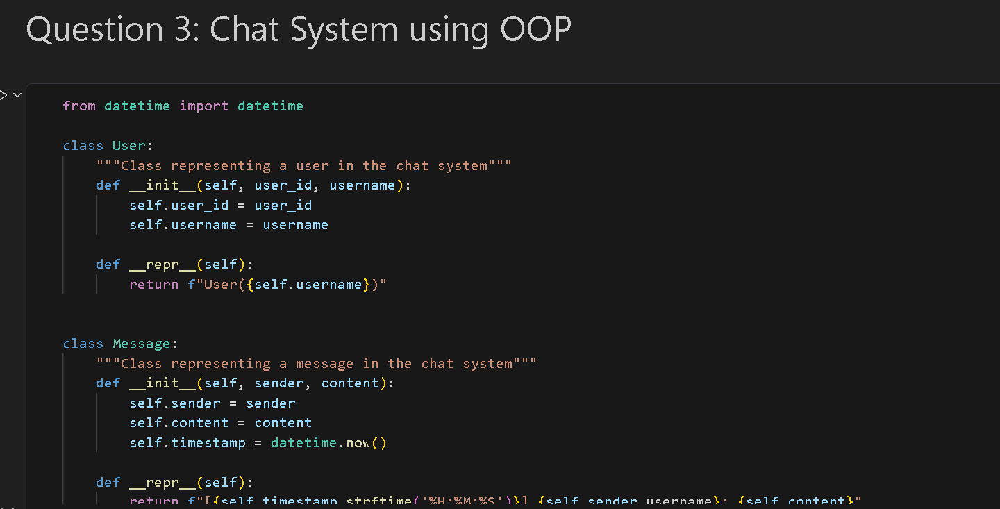 Question 3: Chat System using OOP
from datetime import datetime
class User:
"""Class representing a user in the chat system"""
def __init__(self, user_id, username):
self.user_id = user_id
self.username = username
def __repr__(self):
return f"User({self.username})"
class Message:
"""Class representing a message in the chat system"""
def __init__(self, sender, content):
self.sender = sender
self.content = content
self.timestamp = datetime.now()
def __repr__(self):
return f"[{self.timestamp.strftime('%H:%M:%S')}] {self.sender.username}: {self.content}"